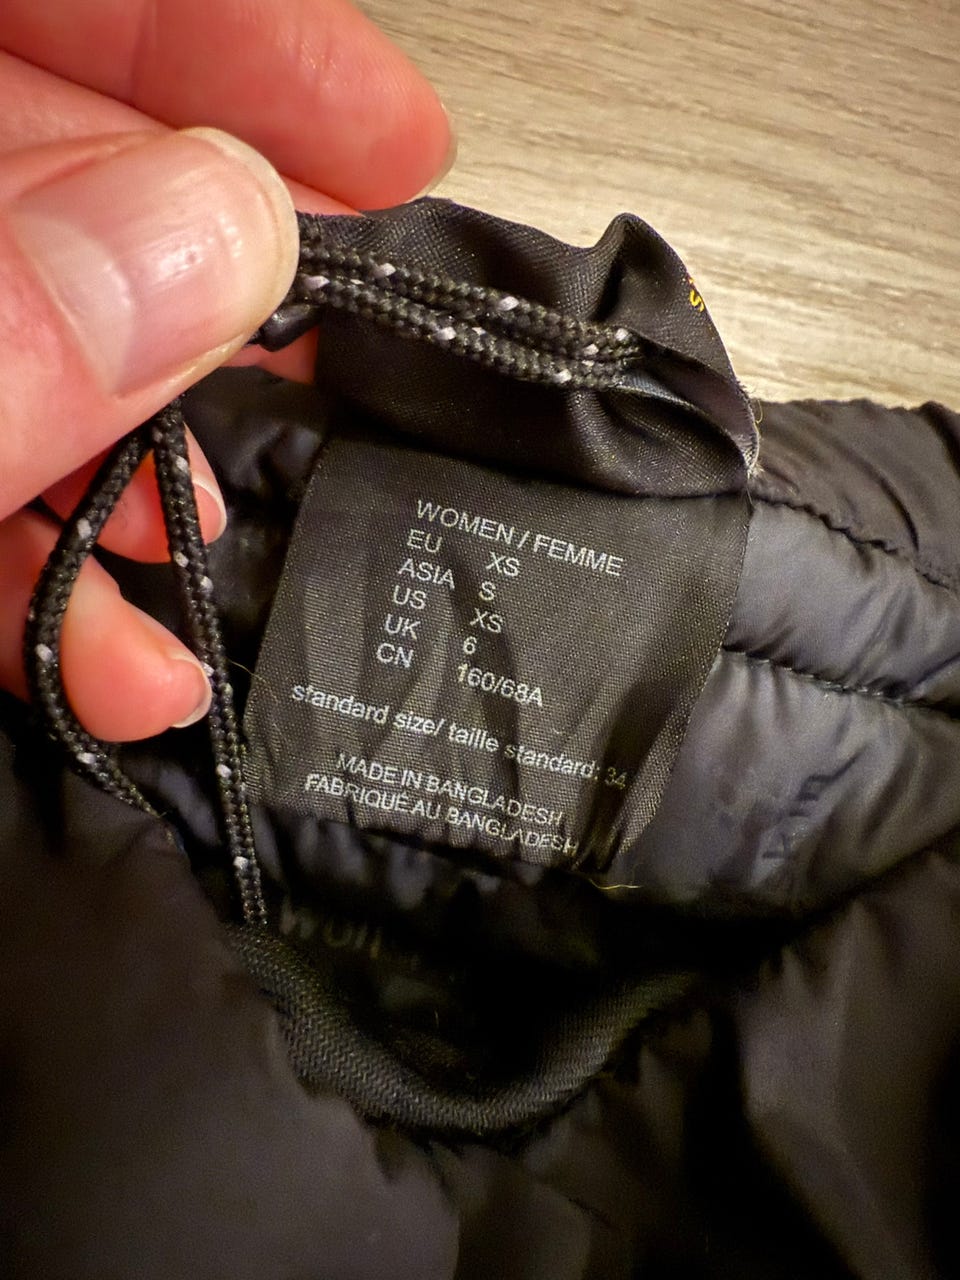 WOMEN / FEMME
EU XS
ASIA S
US XS
UK 6
CN 160/68A
standard size/ taille standard: 34
MADE IN BANGLADESH
FABRIQUÉ AU BANGLADESH